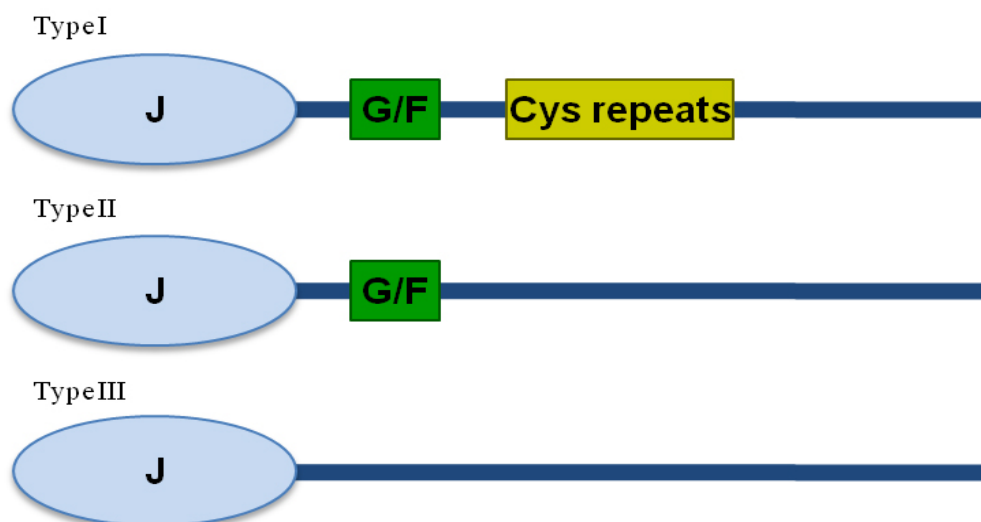 TypeI
J G/F Cys repeats
TypeII
J G/F
TypeIII
J